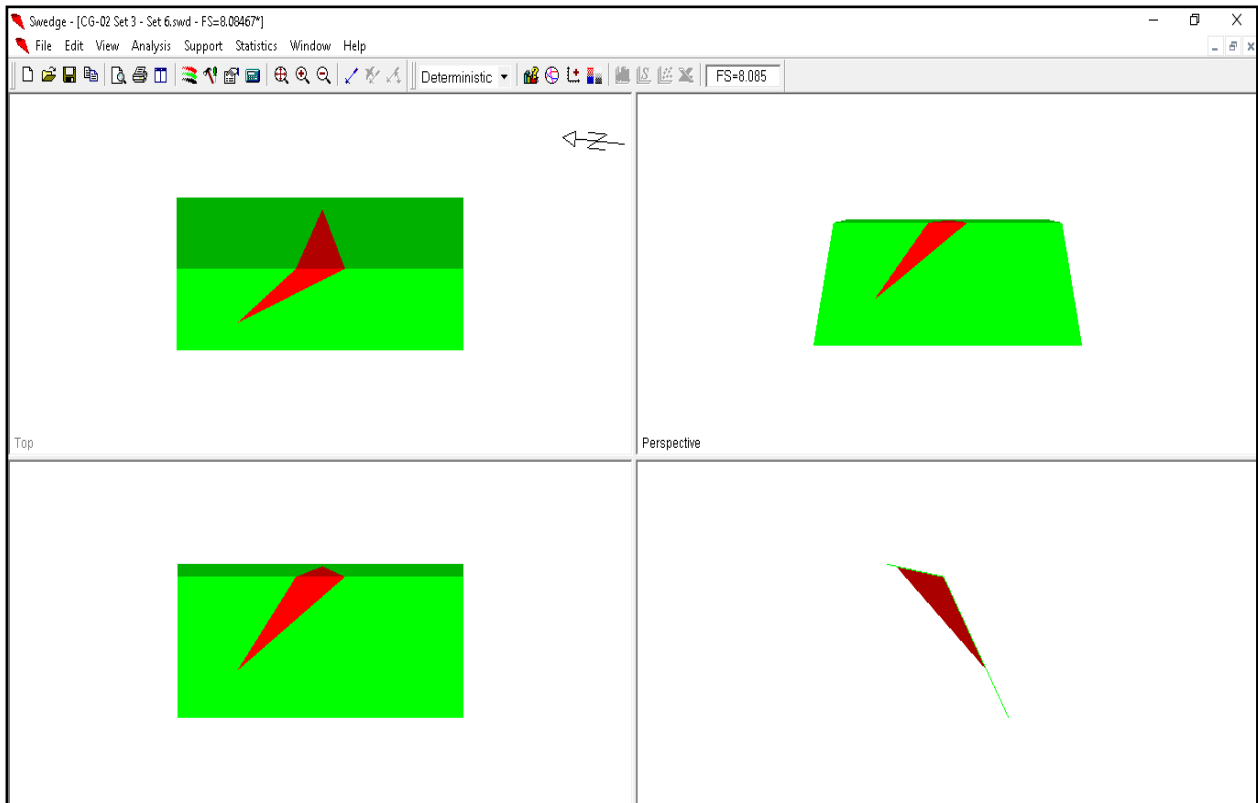 Swedge - [CG-02 Set 3 - Set 6.swd - FS=8.08467*]
File Edit View Analysis Support Statistics Window Help
Deterministic FS=8.085
N
Top
Perspective